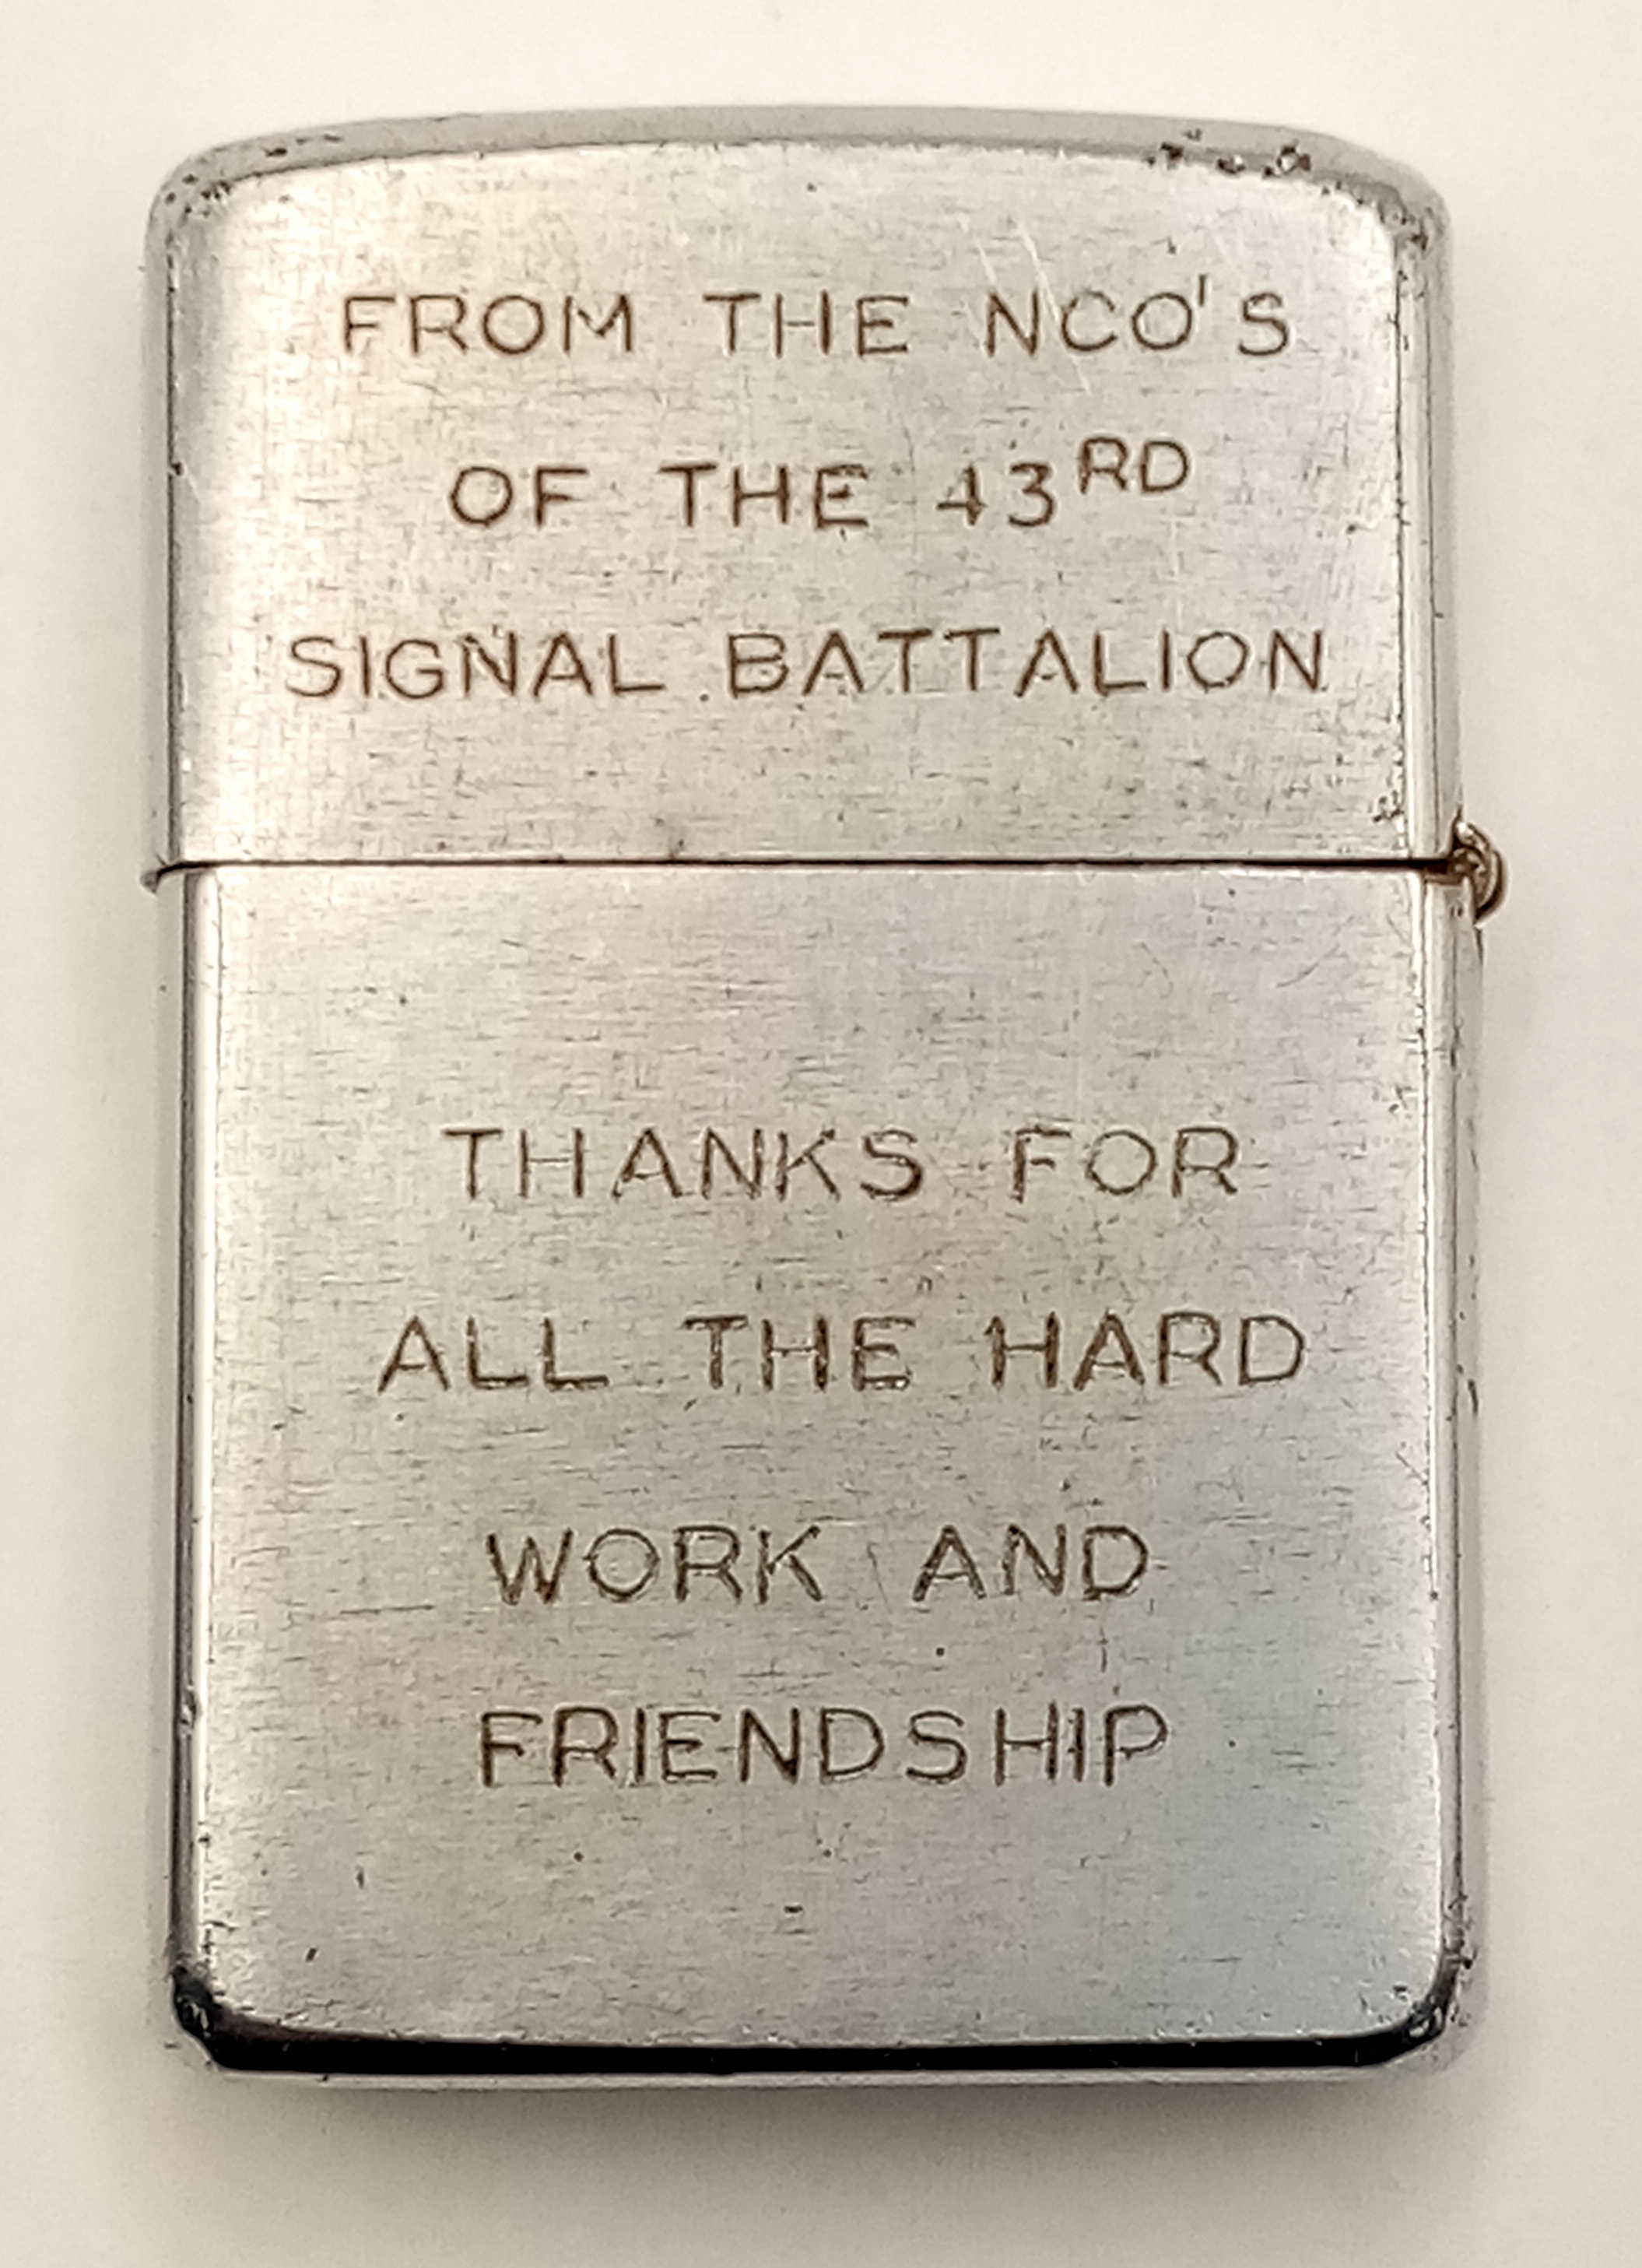 FROM THE NCO'S
OF THE 43RD
SIGNAL BATTALION
THANKS FOR
ALL THE HARD
WORK AND
FRIENDSHIP